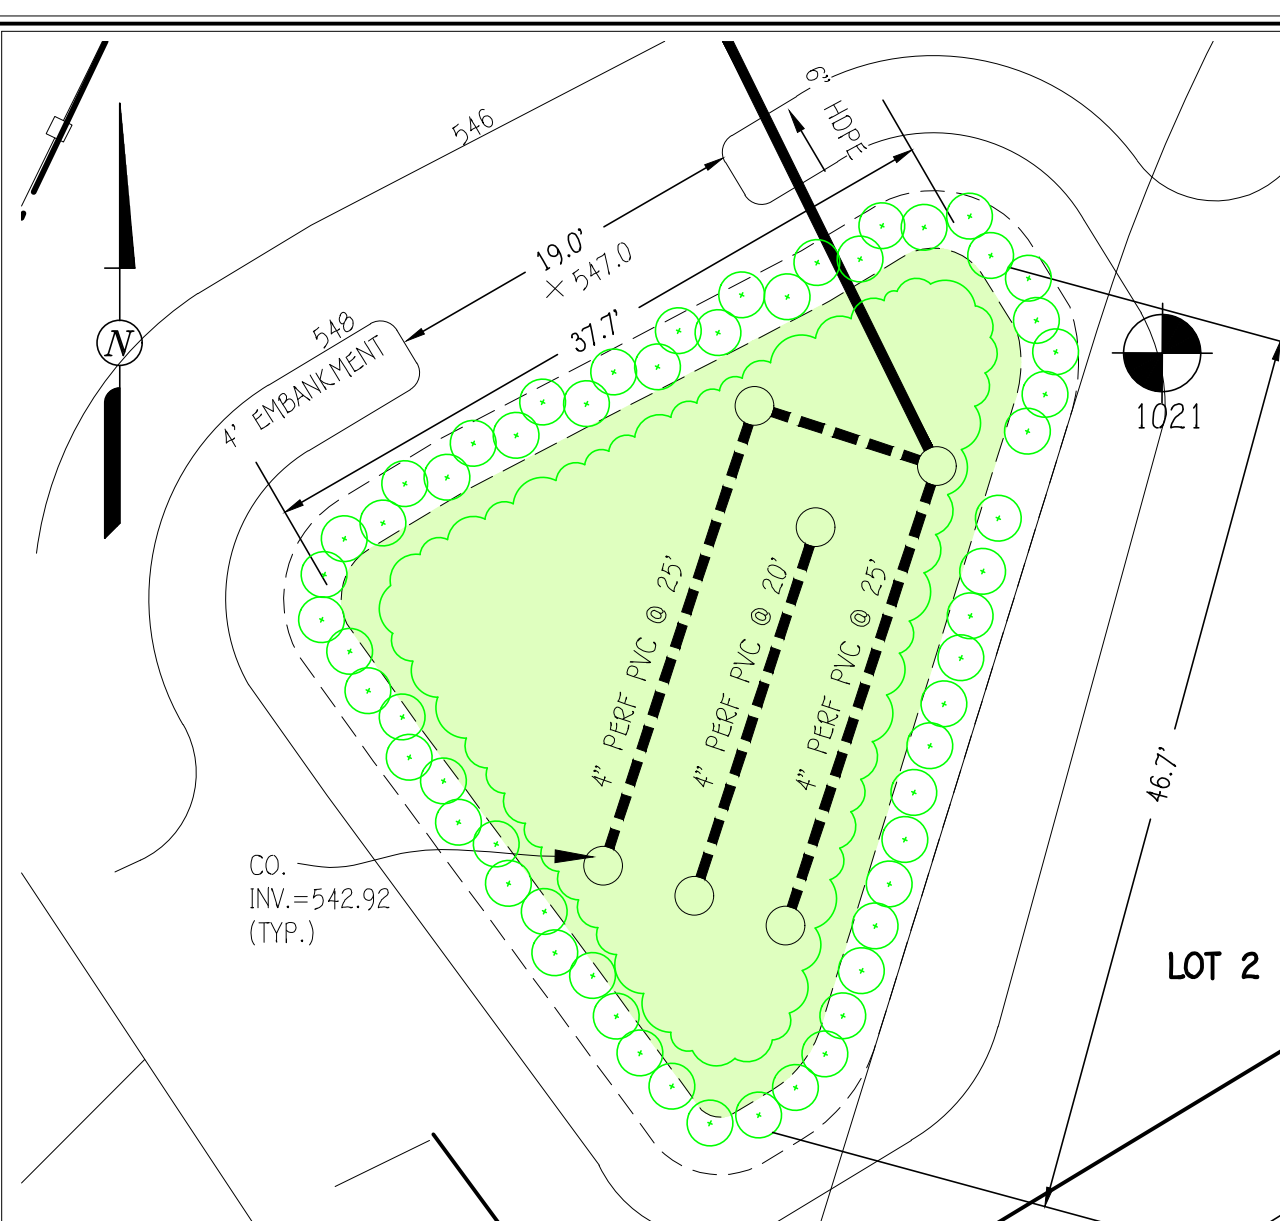 546
6" HDPE
19.0'
× 547.0
37.7'
548
4' EMBANKMENT
N
1021
4" PERF PVC @ 25'
4" PERF PVC @ 20'
4" PERF PVC @ 25'
46.7'
CO.
INV.=542.92
(TYP.)
LOT 2